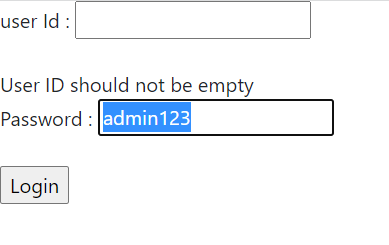 user Id :
User ID should not be empty
Password : admin123
Login